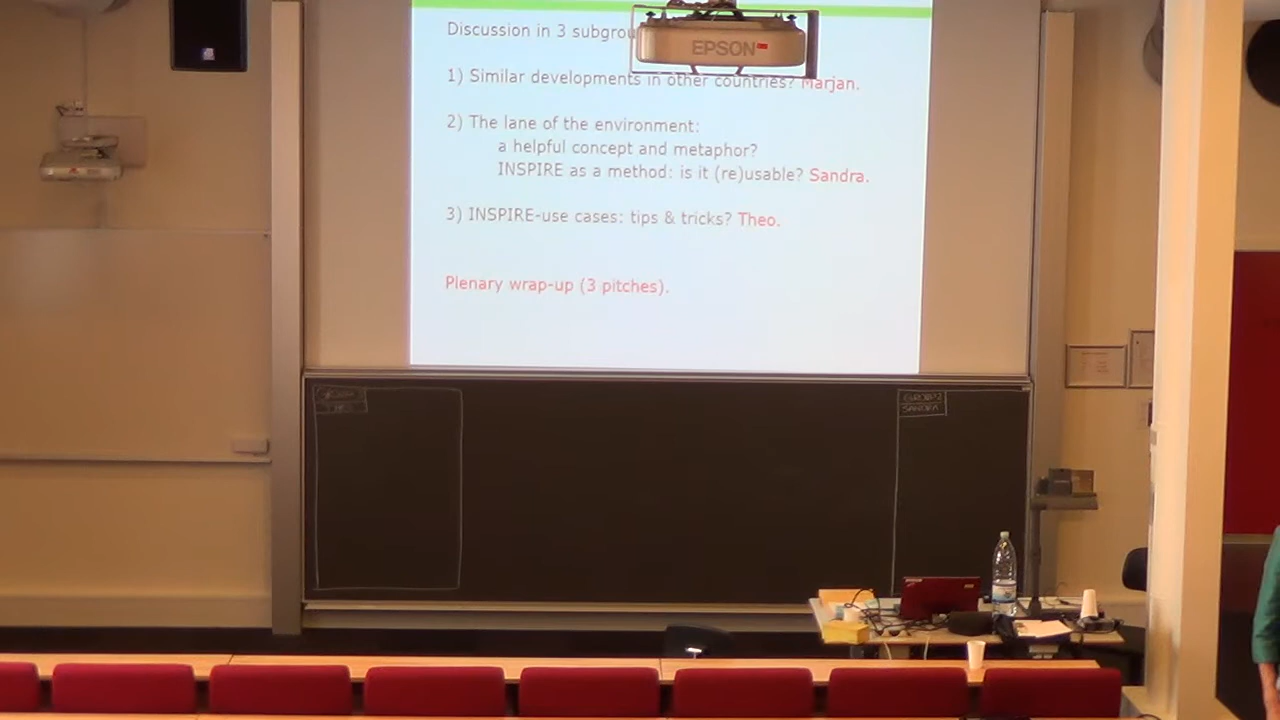 Discussion in 3
EPSON
1) Similar developments in other countries? Marjan.
2) The lane of the environment:
a helpful concept and metaphor?
INSPIRE as a method: is it (re)usable? Sandra.
3) INSPIRE-use cases: tips & tricks? Theo.
Plenary wrap-up (3 pitches).
GROUP2
SANDRA